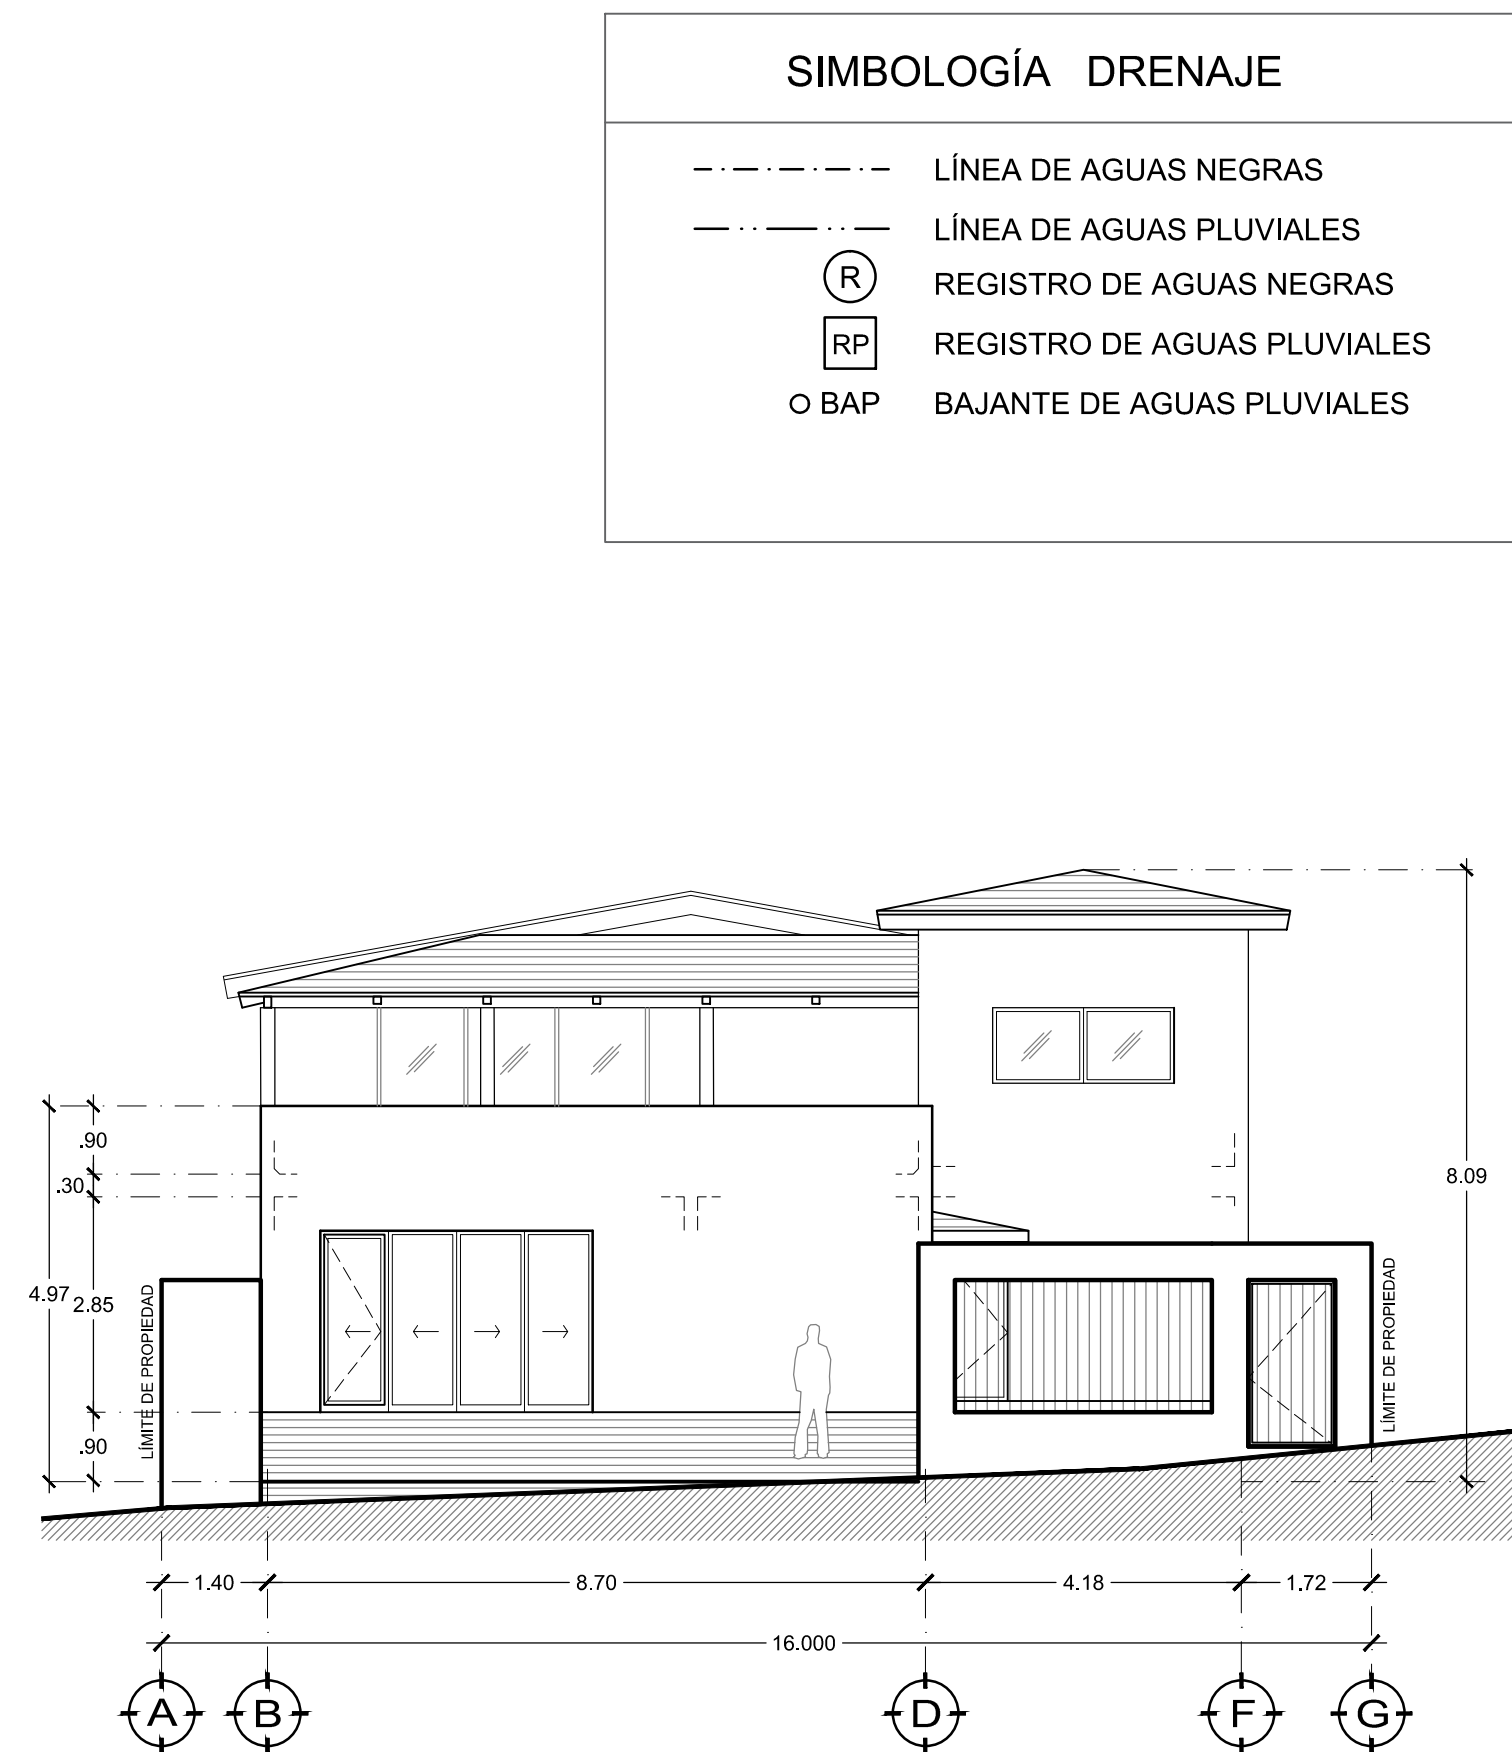 SIMBOLOGÍA DRENAJE
LÍNEA DE AGUAS NEGRAS
LÍNEA DE AGUAS PLUVIALES
R REGISTRO DE AGUAS NEGRAS
RP REGISTRO DE AGUAS PLUVIALES
BAP BAJANTE DE AGUAS PLUVIALES
.90
.30
4.97
2.85
.90
8.09
LÍMITE DE PROPIEDAD
LÍMITE DE PROPIEDAD
1.40 8.70 4.18 1.72
16.000
A B D F G